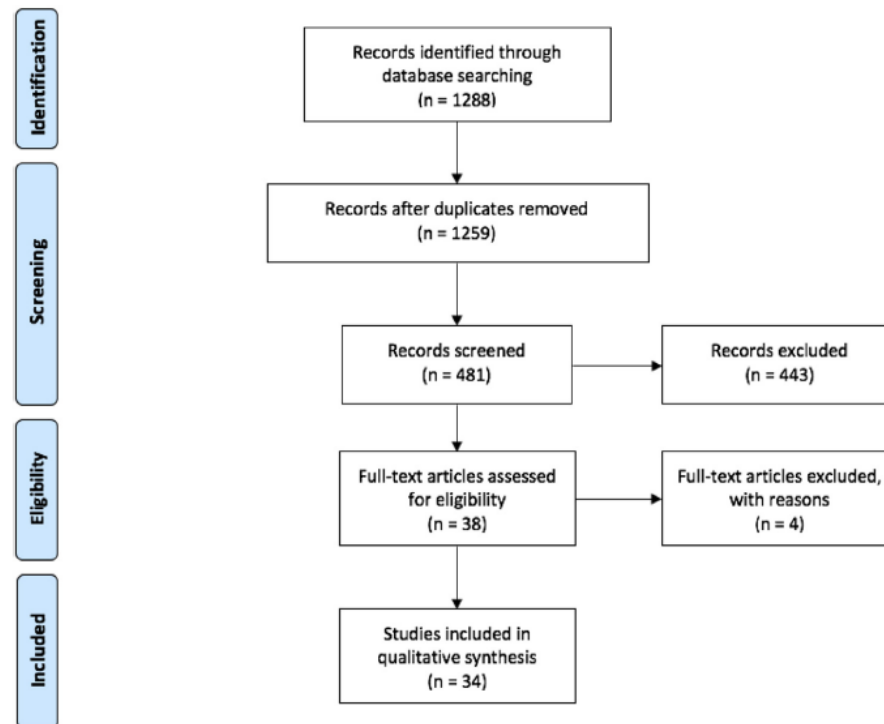 Identification
Records identified through
database searching
(n = 1288)
Screening
Records after duplicates removed
(n = 1259)
Records screened
(n = 481)
Records excluded
(n = 443)
Eligibility
Full-text articles assessed
for eligibility
(n = 38)
Full-text articles excluded,
with reasons
(n = 4)
Included
Studies included in
qualitative synthesis
(n = 34)